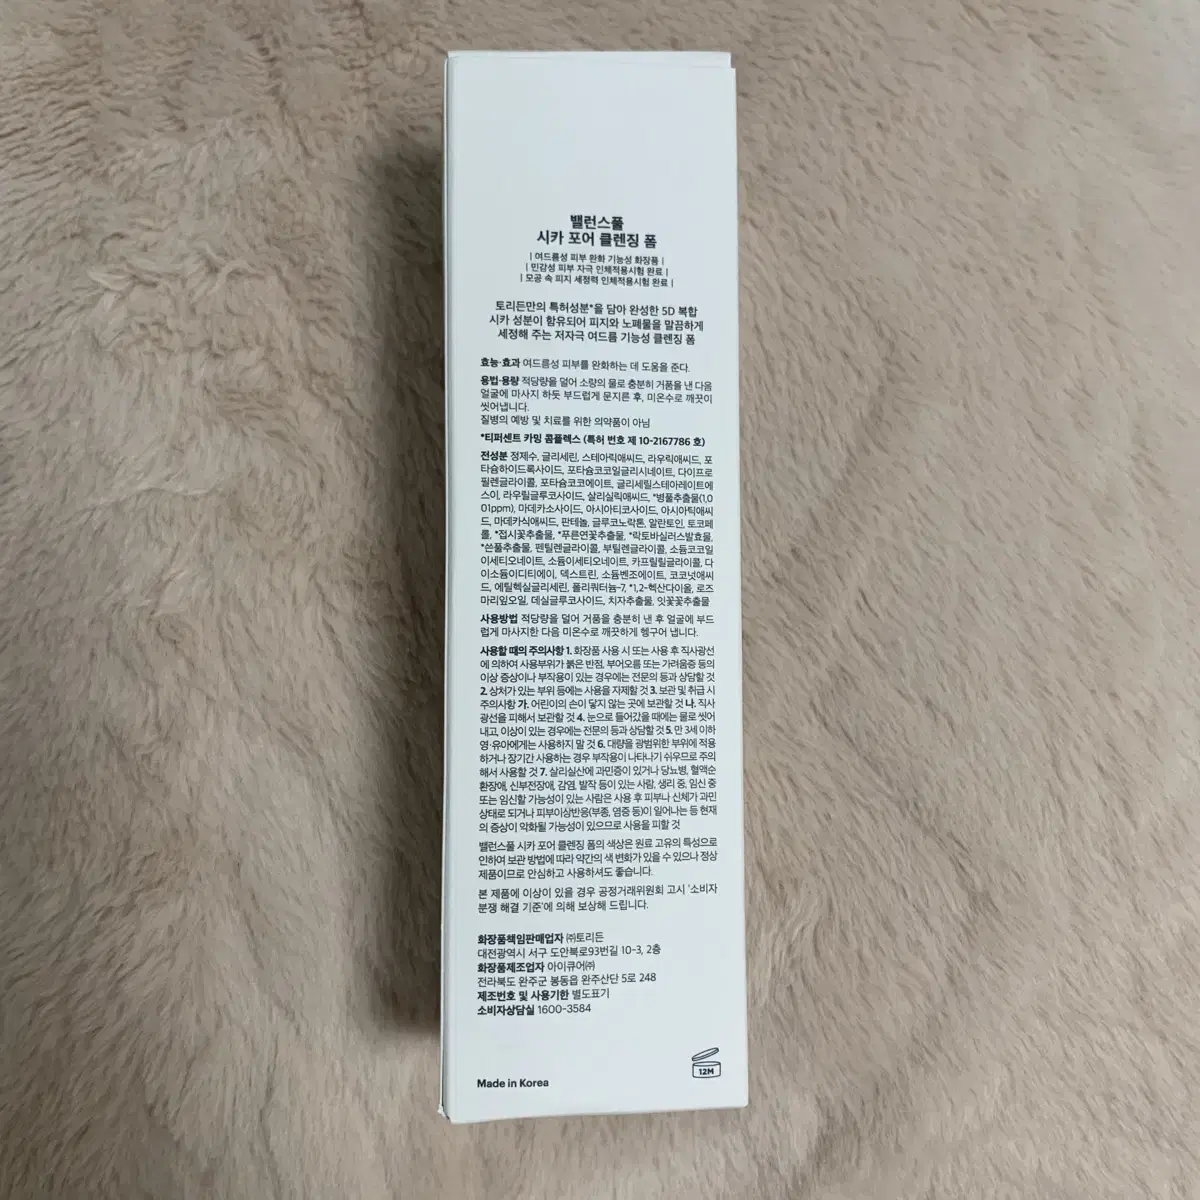 밸런스풀
시카 포어 클렌징 폼
| 여드름성 피부 완화 기능성 화장품 |
| 민감성 피부 자극 인체적용시험 완료 |
| 모공 속 피지 세정력 인체적용시험 완료 |
토리든만의 특허성분*을 담아 완성한 5D 복합
시카 성분이 함유되어 피지와 노폐물을 말끔하게
세정해 주는 저자극 여드름 기능성 클렌징 폼
효능·효과 여드름성 피부를 완화하는 데 도움을 준다.
용법·용량 적당량을 덜어 소량의 물로 충분히 거품을 낸 다음
얼굴에 마사지 하듯 부드럽게 문지른 후, 미온수로 깨끗이
씻어냅니다.
질병의 예방 및 치료를 위한 의약품이 아님
*티퍼센트 카밍 콤플렉스 (특허 번호 제 10-2167786 호)
전성분 정제수, 글리세린, 스테아릭애씨드, 라우릭애씨드, 포
타슘하이드록사이드, 포타슘코코일글리시네이트, 다이프로
필렌글라이콜, 포타슘코코에이트, 글리세릴스테아레이트에
스이, 라우릴글루코사이드, 살리실릭애씨드, *병풀추출물(1,0
01ppm), 마데카소사이드, 아시아티코사이드, 아시아틱애씨
드, 마데카식애씨드, 판테놀, 글루코노락톤, 알란토인, 토코페
롤, *접시꽃추출물, *푸른연꽃추출물, *락토바실러스발효물,
*쓴풀추출물, 펜틸렌글라이콜, 부틸렌글라이콜, 소듐코코일
이세티오네이트, 소듐이세티오네이트, 카프릴릴글라이콜, 다
이소듐이디티에이, 덱스트린, 소듐벤조에이트, 코코넛애씨
드, 에틸헥실글리세린, 폴리쿼터늄-7, *1,2-헥산다이올, 로즈
마리잎오일, 데실글루코사이드, 치자추출물, 잇꽃꽃추출물
사용방법 적당량을 덜어 거품을 충분히 낸 후 얼굴에 부드
럽게 마사지한 다음 미온수로 깨끗하게 헹구어 냅니다.
사용할 때의 주의사항 1. 화장품 사용 시 또는 사용 후 직사광선
에 의하여 사용부위가 붉은 반점, 부어오름 또는 가려움증 등의
이상 증상이나 부작용이 있는 경우에는 전문의 등과 상담할 것
2. 상처가 있는 부위 등에는 사용을 자제할 것 3. 보관 및 취급 시
주의사항 가. 어린이의 손이 닿지 않는 곳에 보관할 것 나. 직사
광선을 피해서 보관할 것 4. 눈으로 들어갔을 때에는 물로 씻어
내고, 이상이 있는 경우에는 전문의 등과 상담할 것 5. 만 3세 이하
영·유아에게는 사용하지 말 것 6. 대량을 광범위한 부위에 적용
하거나 장기간 사용하는 경우 부작용이 나타나기 쉬우므로 주의
해서 사용할 것 7. 살리실산에 과민증이 있거나 당뇨병, 혈액순
환장애, 신부전장애, 감염, 발작 등이 있는 사람, 생리 중, 임신 중
또는 임신할 가능성이 있는 사람은 사용 후 피부나 신체가 과민
상태로 되거나 피부이상반응(부종, 염증 등)이 일어나는 등 현재
의 증상이 악화될 가능성이 있으므로 사용을 피할 것
밸런스풀 시카 포어 클렌징 폼의 색상은 원료 고유의 특성으로
인하여 보관 방법에 따라 약간의 색 변화가 있을 수 있으나 정상
제품이므로 안심하고 사용하셔도 좋습니다.
본 제품에 이상이 있을 경우 공정거래위원회 고시 '소비자
분쟁 해결 기준'에 의해 보상해 드립니다.
화장품책임판매업자 ㈜토리든
대전광역시 서구 도안북로93번길 10-3, 2층
화장품제조업자 아이큐어㈜
전라북도 완주군 봉동읍 완주산단 5로 248
제조번호 및 사용기한 별도표기
소비자상담실 1600-3584
12M
Made in Korea